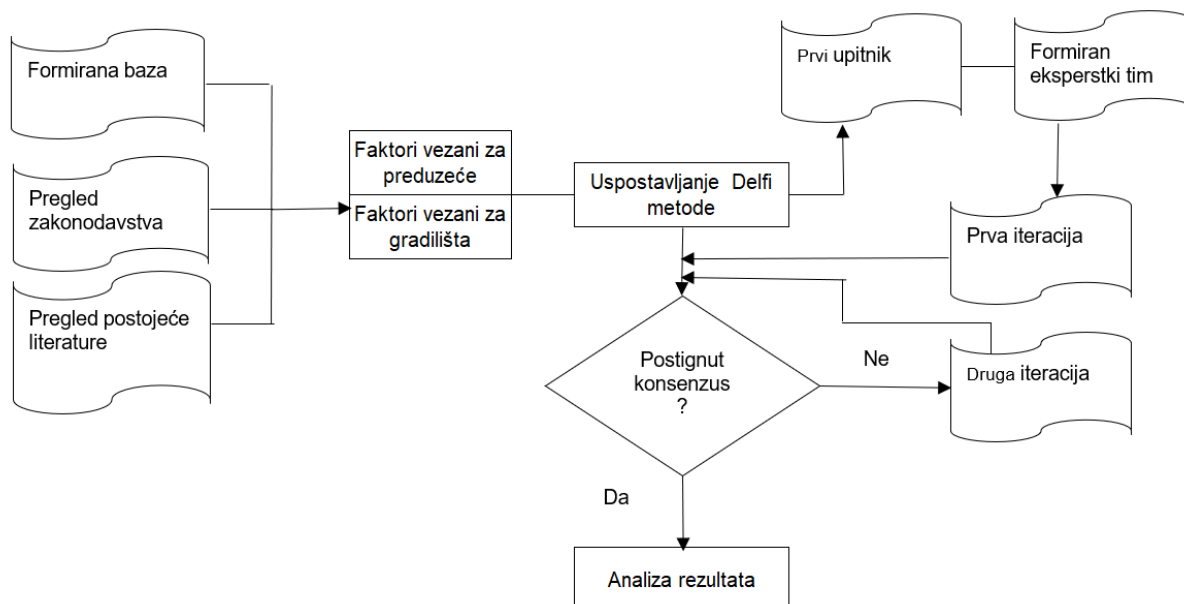 Formirana baza
Pregled
zakonodavstva
Pregled postojeće
literature
Faktori vezani za
preduzeće
Faktori vezani za
gradilišta
Uspostavljanje Delfi
metode
Prvi upitnik
Formiran
eksperstki tim
Prva iteracija
Druga iteracija
Postignut
konsenzus
?
Ne
Da
Analiza rezultata